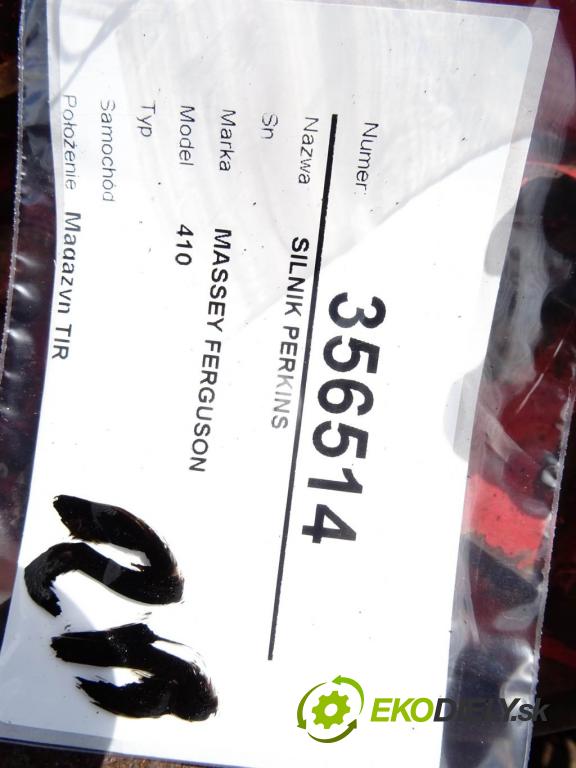 Numer: 356514
Nazwa SILNIK PERKINS
Sn
Marka MASSEY FERGUSON
Model 410
Typ
Samochód
Położenie Magazyn TIR
EKODIELY.sk